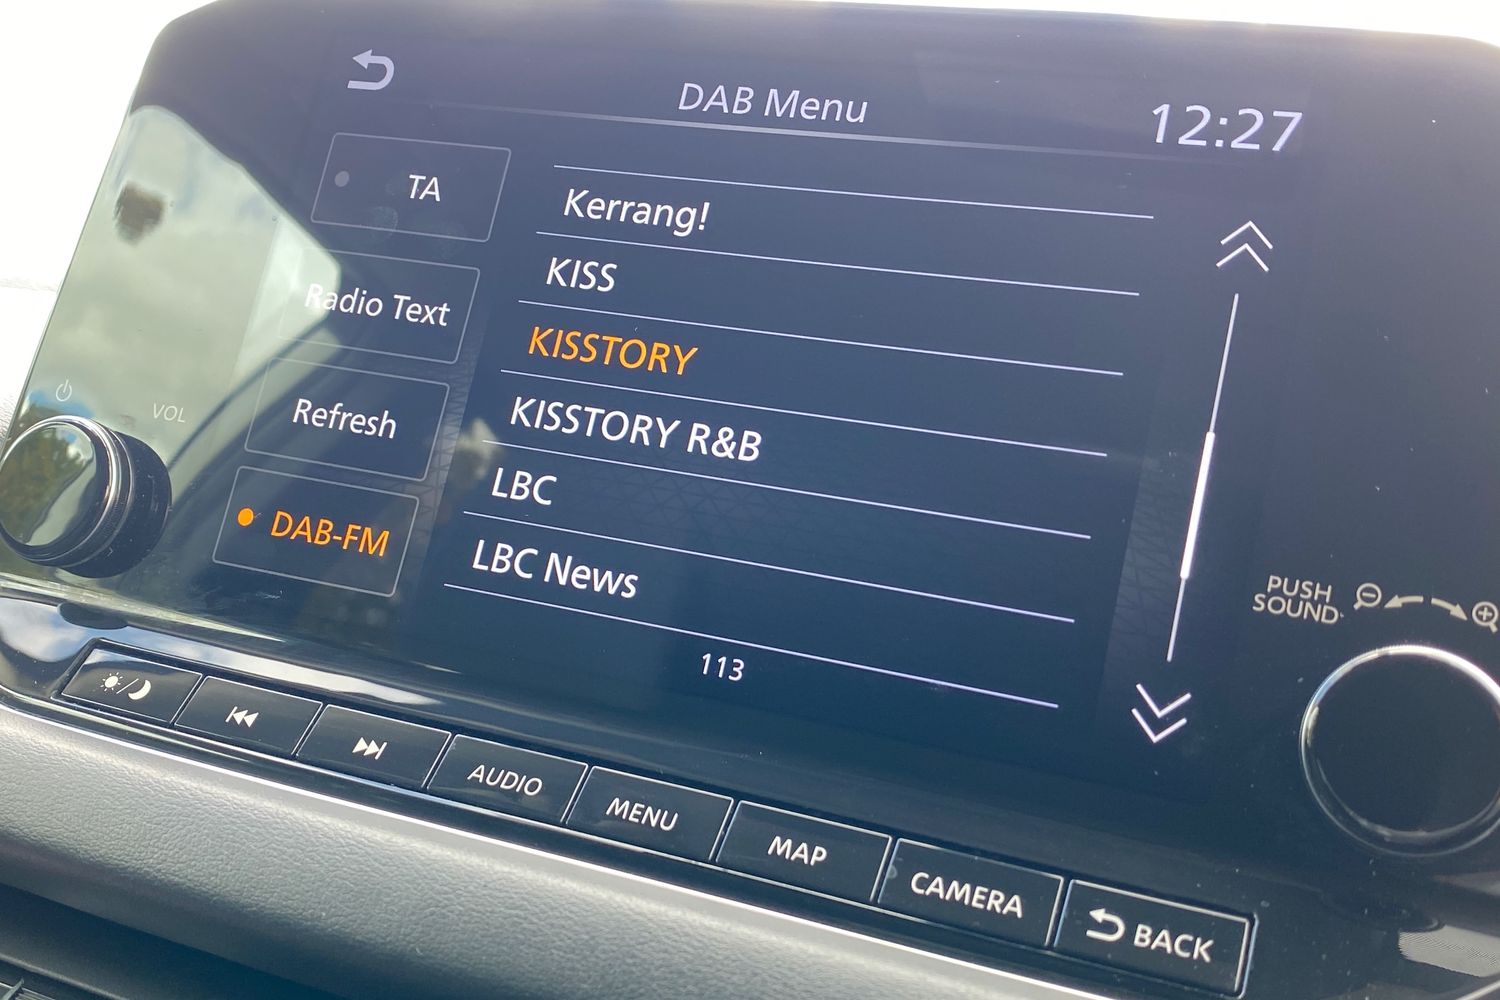 DAB Menu
12:27
TA
Radio Text
Refresh
DAB-FM
Kerrang!
KISS
KISSTORY
KISSTORY R&B
LBC
LBC News
113
VOL
PUSH
SOUND
AUDIO
MENU
MAP
CAMERA
BACK